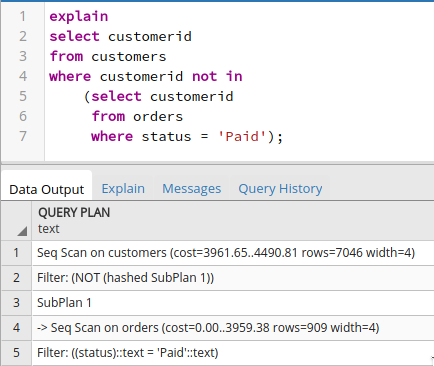 1 explain
2 select customerid
3 from customers
4 where customerid not in
5 (select customerid
6 from orders
7 where status = 'Paid');
Data Output Explain Messages Query History
QUERY PLAN
text
1 Seq Scan on customers (cost=3961.65..4490.81 rows=7046 width=4)
2 Filter: (NOT (hashed SubPlan 1))
3 SubPlan 1
4 -> Seq Scan on orders (cost=0.00..3959.38 rows=909 width=4)
5 Filter: ((status)::text = 'Paid'::text)